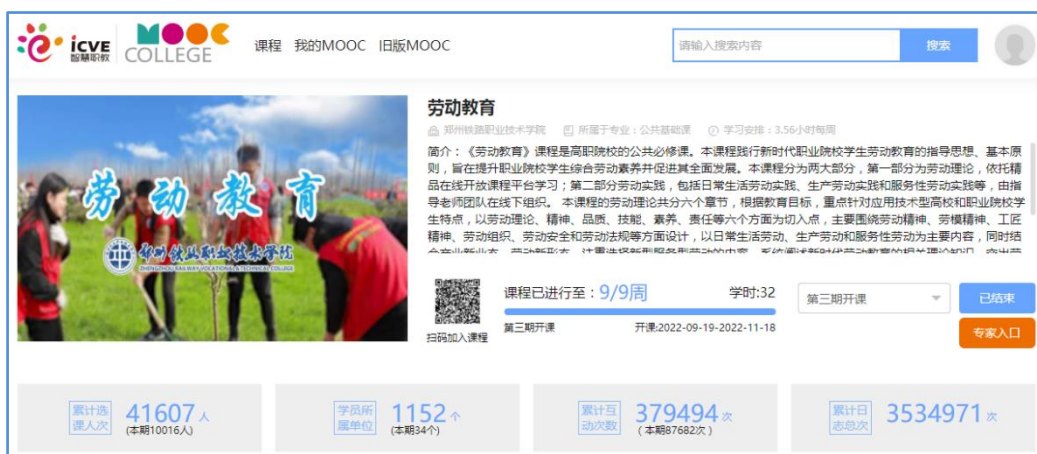 icve 智慧职教
MOOC COLLEGE
课程 我的MOOC 旧版MOOC
请输入搜索内容
搜索
劳动教育
郑州铁路职业技术学院
ZHENGZHOU RAILWAY VOCATIONAL & TECHNICAL COLLEGE
劳动教育
郑州铁路职业技术学院 所属于专业：公共基础课 学习安排：3.56小时每周
简介：《劳动教育》课程是高职院校的公共必修课。本课程践行新时代职业院校学生劳动教育的指导思想、基本原
则，旨在提升职业院校学生综合劳动素养并促进其全面发展。本课程分为两大部分，第一部分为劳动理论，依托精
品在线开放课程平台学习；第二部分劳动实践，包括日常生活劳动实践、生产劳动实践和服务性劳动实践等，由指
导老师团队在线下组织。 本课程的劳动理论共分六个章节，根据教育目标，重点针对应用技术型高校和职业院校学
生特点，以劳动理论、精神、品质、技能、素养、责任等六个方面为切入点，主要围绕劳动精神、劳模精神、工匠
精神、劳动组织、劳动安全和劳动法规等方面设计，以日常生活劳动、生产劳动和服务性劳动为主要内容，同时结
扫码加入课程
课程已进行至：9/9周 学时:32
第三期开课 开课:2022-09-19-2022-11-18
第三期开课
已结束
专家入口
累计选课人次 41607人
(本期10016人)
学员所属单位 1152个
(本期34个)
累计互动次数 379494次
(本期87682次)
累计日志总次 3534971次